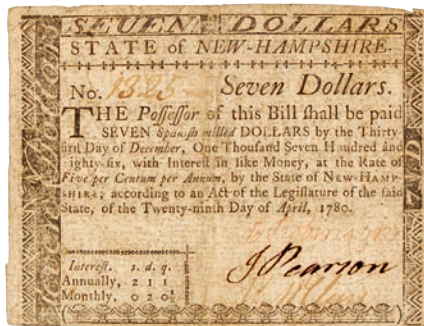 SEVEN DOLLARS
STATE of NEW-HAMPSHIRE.
No. 1325 Seven Dollars.
THE Poſſeſſor of this Bill ſhall be paid
SEVEN Spaniſh milled DOLLARS by the Thirty
firſt Day of December, One Thouſand Seven Hundred and
Eighty-ſix, with Intereſt in like Money, at the Rate of
Five per Centum per Annum, by the State of NEW-HAMP-
SHIRE, according to an Act of the Legiſlature of the ſaid
State, of the Twenty-ninth Day of April, 1780.
Intereſt. s. d. q.
Annually, 2 1 1
Monthly, 0 2 0
J Pearson